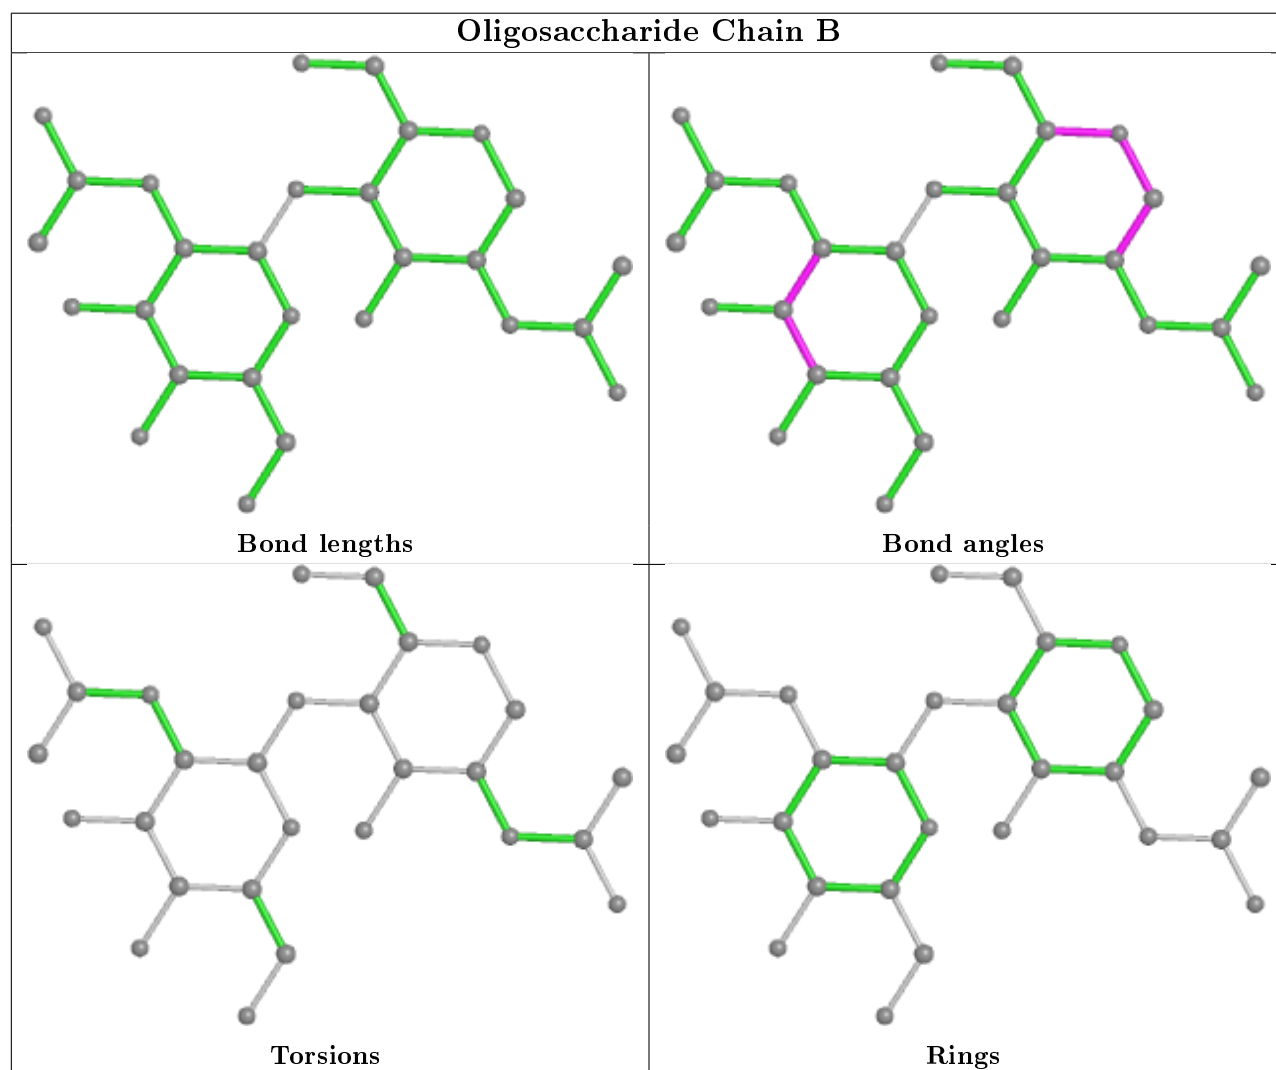 Oligosaccharide Chain B
Bond lengths
Bond angles
Torsions
Rings